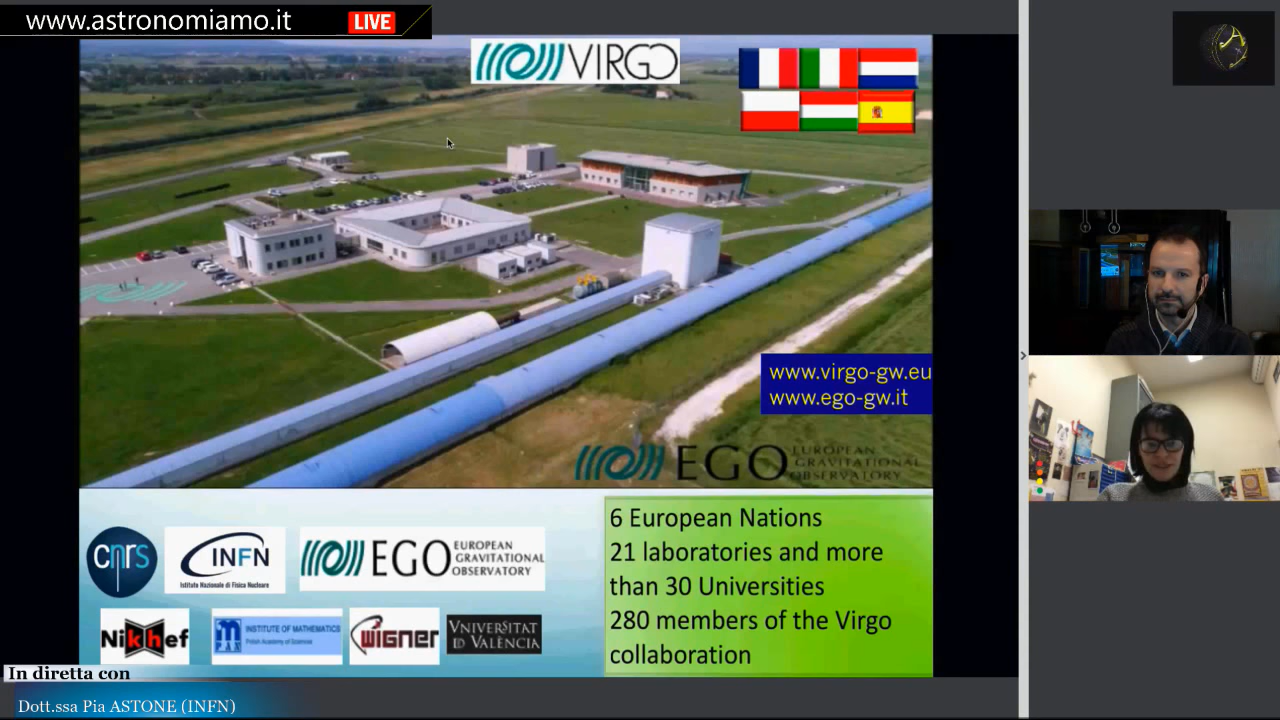 www.astronomiamo.it
LIVE
VIRGO
www.virgo-gw.eu
www.ego-gw.it
EGO
EUROPEAN
GRAVITATIONAL
OBSERVATORY
cnrs
INFN
Istituto Nazionale di Fisica Nucleare
EGO
EUROPEAN
GRAVITATIONAL
OBSERVATORY
Nikhef
PAN
INSTITUTE OF MATHEMATICS
Polish Academy of Sciences
wigner
VNIVERSITAT
ID VALÈNCIA
6 European Nations
21 laboratories and more
than 30 Universities
280 members of the Virgo
collaboration
In diretta con
Dott.ssa Pia ASTONE (INFN)